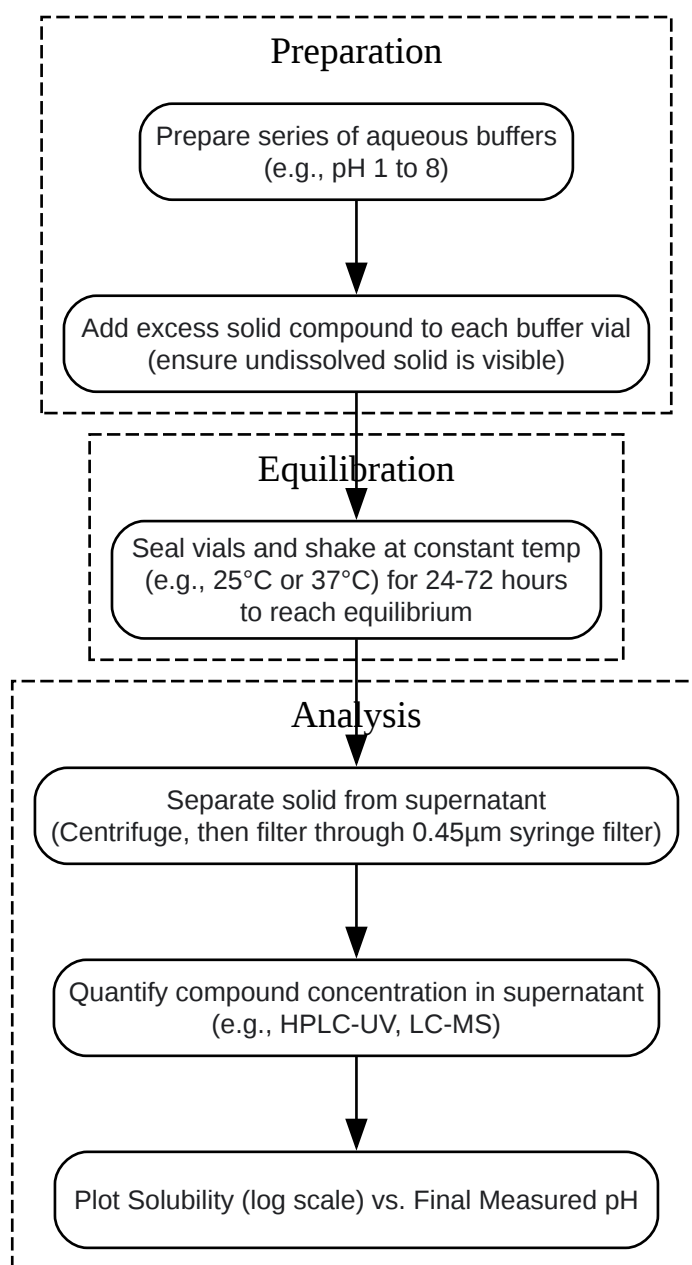 Preparation
Prepare series of aqueous buffers
(e.g., pH 1 to 8)
Add excess solid compound to each buffer vial
(ensure undissolved solid is visible)
Equilibration
Seal vials and shake at constant temp
(e.g., 25°C or 37°C) for 24-72 hours
to reach equilibrium
Analysis
Separate solid from supernatant
(Centrifuge, then filter through 0.45µm syringe filter)
Quantify compound concentration in supernatant
(e.g., HPLC-UV, LC-MS)
Plot Solubility (log scale) vs. Final Measured pH